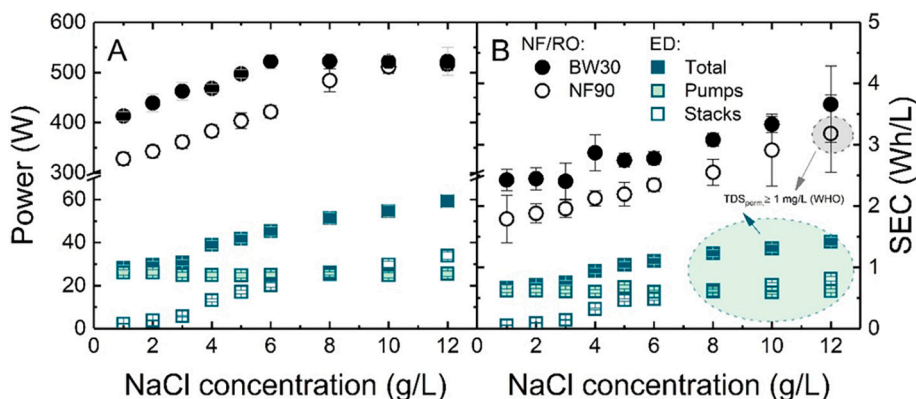 A
B
NF/RO:
BW30
NF90
ED:
Total
Pumps
Stacks
Power (W)
500
400
300
60
40
20
0
SEC (Wh/L)
5
4
3
2
1
0
TDSperm.≥ 1 mg/L (WHO)
0 2 4 6 8 10 12
0 2 4 6 8 10 12
NaCl concentration (g/L)
NaCl concentration (g/L)